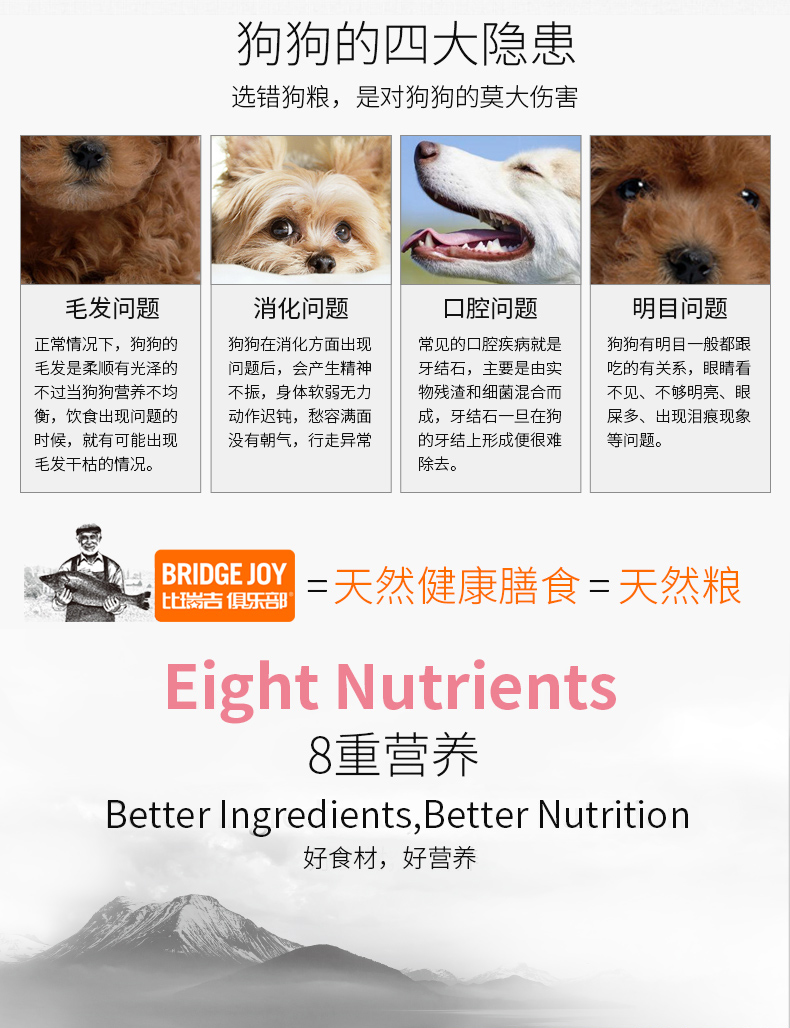 狗狗的四大隐患
选错狗粮，是对狗狗的莫大伤害
毛发问题
正常情况下，狗狗的
毛发是柔顺有光泽的
不过当狗狗营养不均
衡，饮食出现问题的
时候，就有可能出现
毛发干枯的情况。
消化问题
狗狗在消化方面出现
问题后，会产生精神
不振，身体软弱无力
动作迟钝，愁容满面
没有朝气，行走异常
口腔问题
常见的口腔疾病就是
牙结石，主要是由实
物残渣和细菌混合而
成，牙结石一旦在狗
的牙结上形成便很难
除去。
明目问题
狗狗有明目一般都跟
吃的有关系，眼睛看
不见、不够明亮、眼
屎多、出现泪痕现象
等问题。
BRIDGE JOY
比瑞吉 俱乐部®
=天然健康膳食=天然粮
Eight Nutrients
8重营养
Better Ingredients,Better Nutrition
好食材，好营养